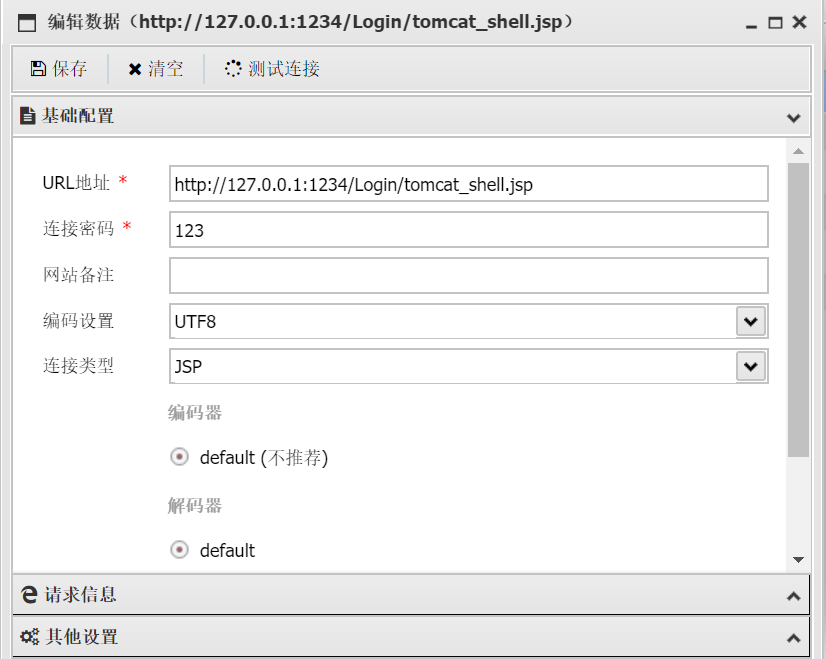 编辑数据（http://127.0.0.1:1234/Login/tomcat_shell.jsp）
保存 清空 测试连接
基础配置
URL地址 * http://127.0.0.1:1234/Login/tomcat_shell.jsp
连接密码 * 123
网站备注
编码设置 UTF8
连接类型 JSP
编码器
default (不推荐)
解码器
default
请求信息
其他设置